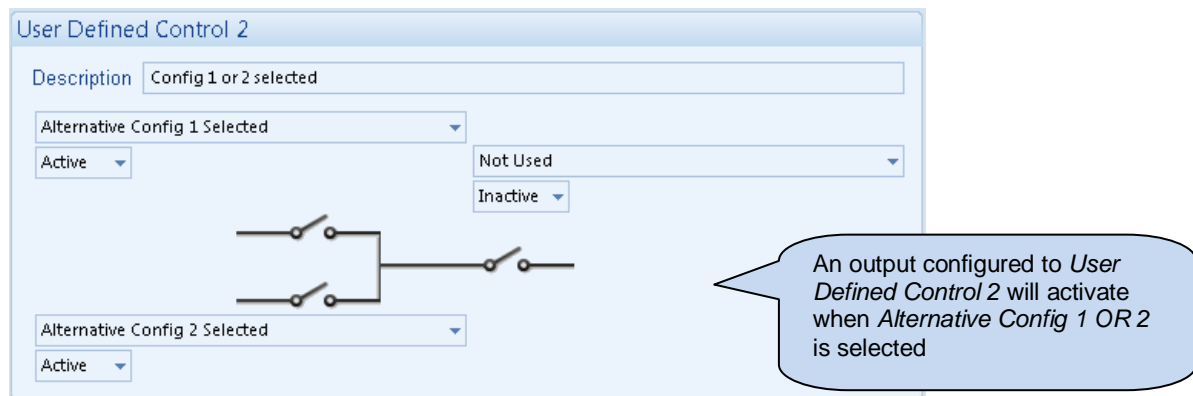 User Defined Control 2
Description Config 1 or 2 selected
Alternative Config 1 Selected
Active
Not Used
Inactive
Alternative Config 2 Selected
Active
An output configured to User
Defined Control 2 will activate
when Alternative Config 1 OR 2
is selected